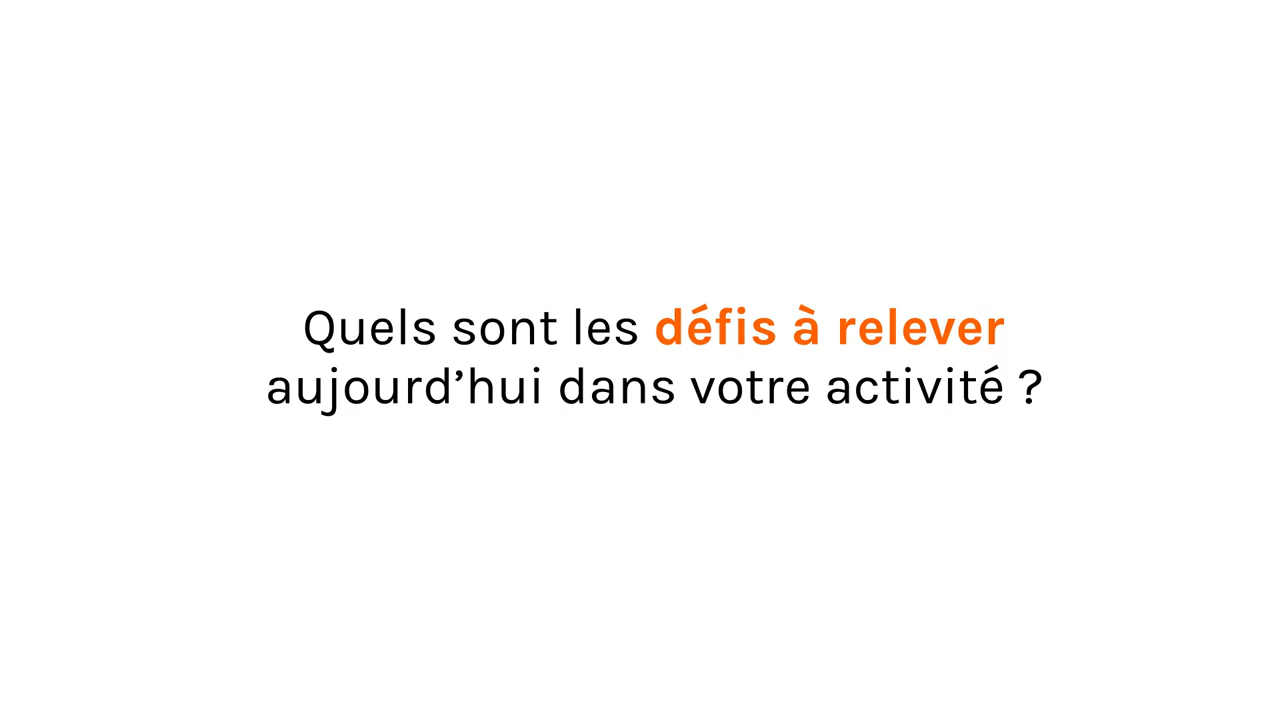 Quels sont les défis à relever
aujourd’hui dans votre activité ?